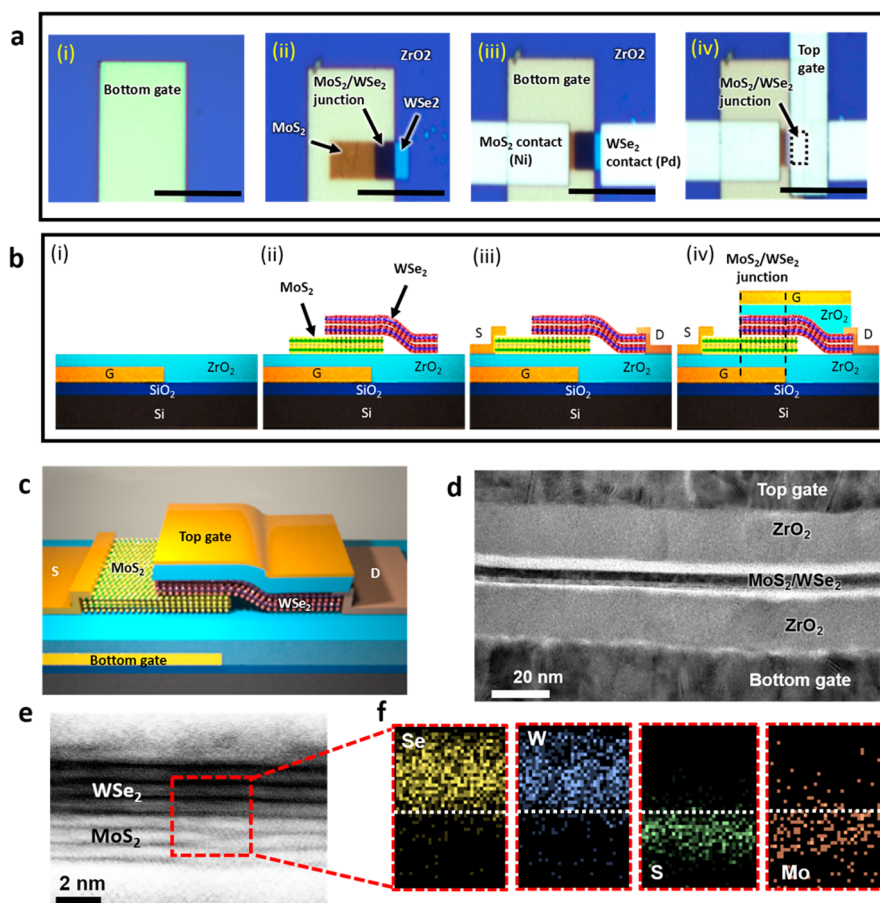 a
(i)
Bottom gate
(ii)
ZrO2
MoS₂/WSe₂
junction
WSe2
MoS₂
(iii)
ZrO2
Bottom gate
MoS₂ contact
(Ni)
WSe₂
contact (Pd)
(iv)
Top
gate
MoS₂/WSe₂
junction
b
(i)
G
ZrO₂
SiO₂
Si
(ii)
WSe₂
MoS₂
G
ZrO₂
SiO₂
Si
(iii)
S
D
G
ZrO₂
SiO₂
Si
(iv)
MoS₂/WSe₂
junction
G
ZrO₂
S
D
G
ZrO₂
SiO₂
Si
c
Top gate
MoS₂
S
D
WSe₂
Bottom gate
d
Top gate
ZrO₂
MoS₂/WSe₂
ZrO₂
Bottom gate
20 nm
e
WSe₂
MoS₂
2 nm
f
Se
W
S
Mo